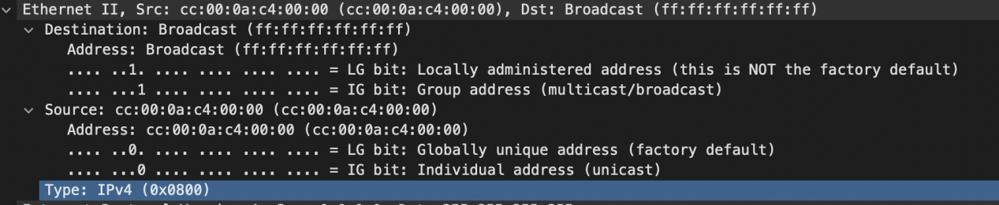 Ethernet II, Src: cc:00:0a:c4:00:00 (cc:00:0a:c4:00:00), Dst: Broadcast (ff:ff:ff:ff:ff:ff)
Destination: Broadcast (ff:ff:ff:ff:ff:ff)
Address: Broadcast (ff:ff:ff:ff:ff:ff)
.... ..1. .... .... .... .... = LG bit: Locally administered address (this is NOT the factory default)
.... ...1 .... .... .... .... = IG bit: Group address (multicast/broadcast)
Source: cc:00:0a:c4:00:00 (cc:00:0a:c4:00:00)
Address: cc:00:0a:c4:00:00 (cc:00:0a:c4:00:00)
.... ..0. .... .... .... .... = LG bit: Globally unique address (factory default)
.... ...0 .... .... .... .... = IG bit: Individual address (unicast)
Type: IPv4 (0x0800)